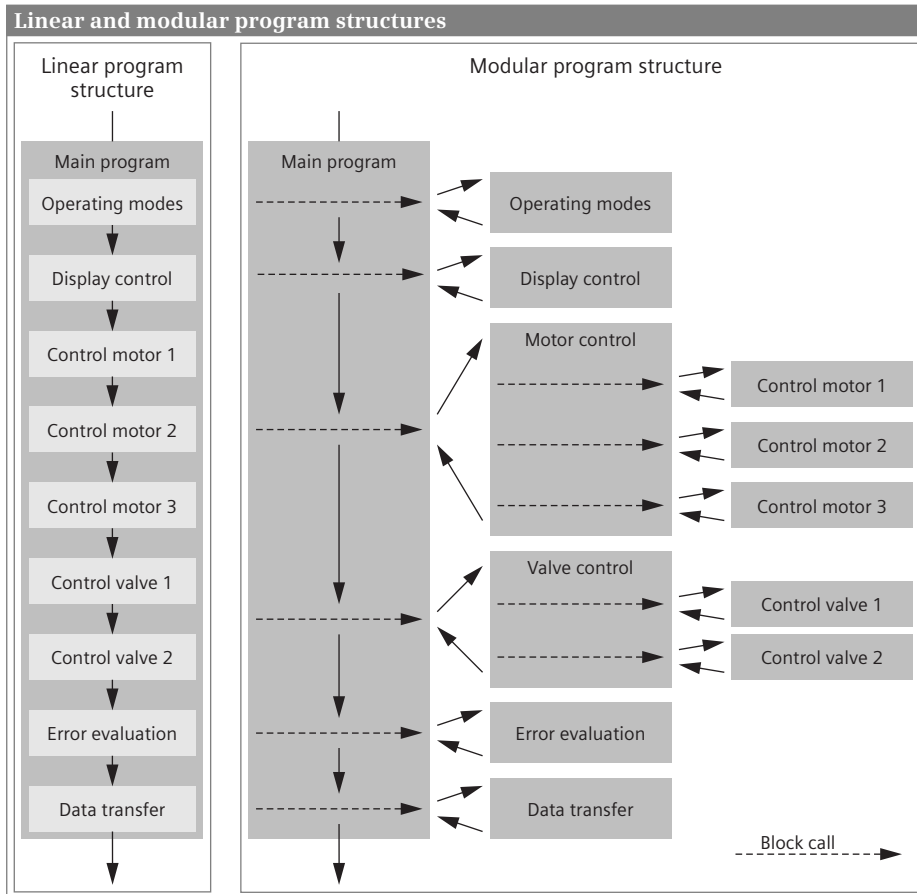 Linear and modular program structures
Linear program
structure
Main program
Operating modes
Display control
Control motor 1
Control motor 2
Control motor 3
Control valve 1
Control valve 2
Error evaluation
Data transfer
Modular program structure
Main program
Operating modes
Display control
Motor control
Control motor 1
Control motor 2
Control motor 3
Valve control
Control valve 1
Control valve 2
Error evaluation
Data transfer
Block call